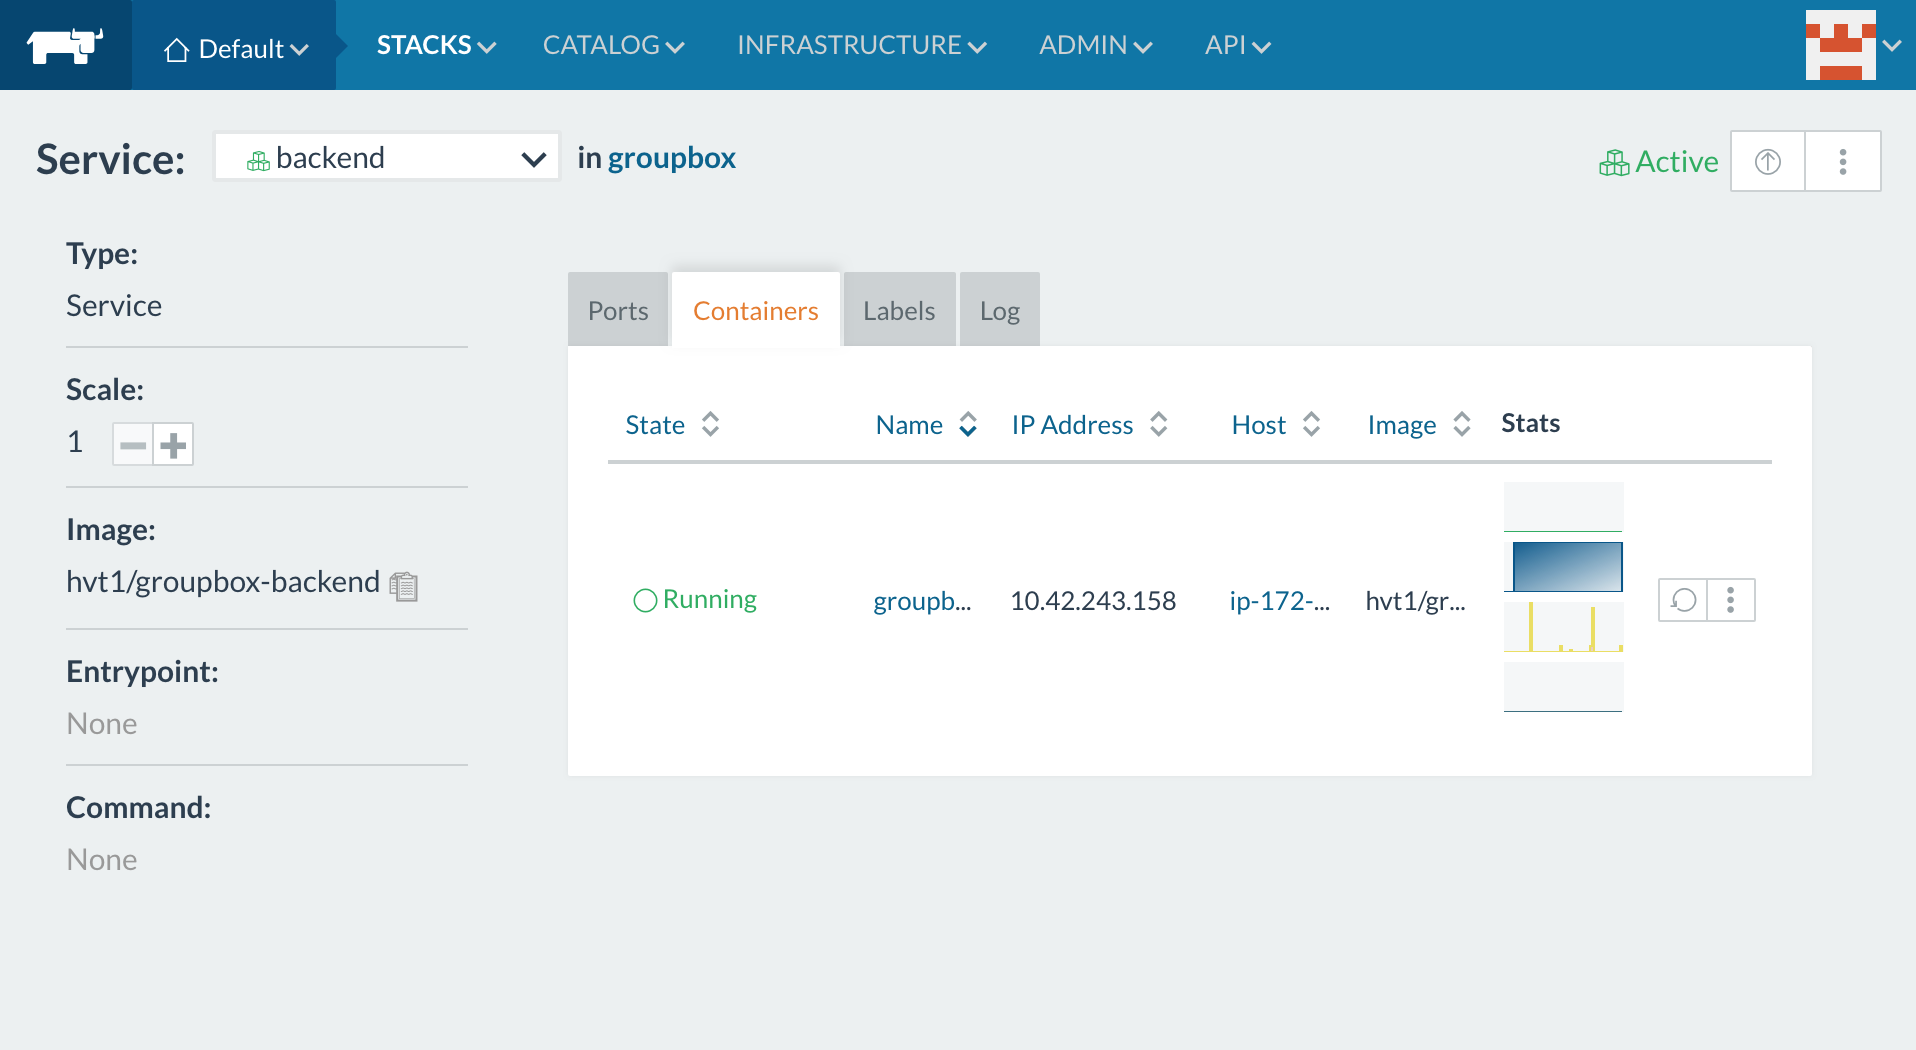 Default STACKS CATALOG INFRASTRUCTURE ADMIN API
Service: backend in groupbox Active
Type:
Service
Scale:
1
Image:
hvt1/groupbox-backend
Entrypoint:
None
Command:
None
Ports Containers Labels Log
State Name IP Address Host Image Stats
Running groupb... 10.42.243.158 ip-172-... hvt1/gr...